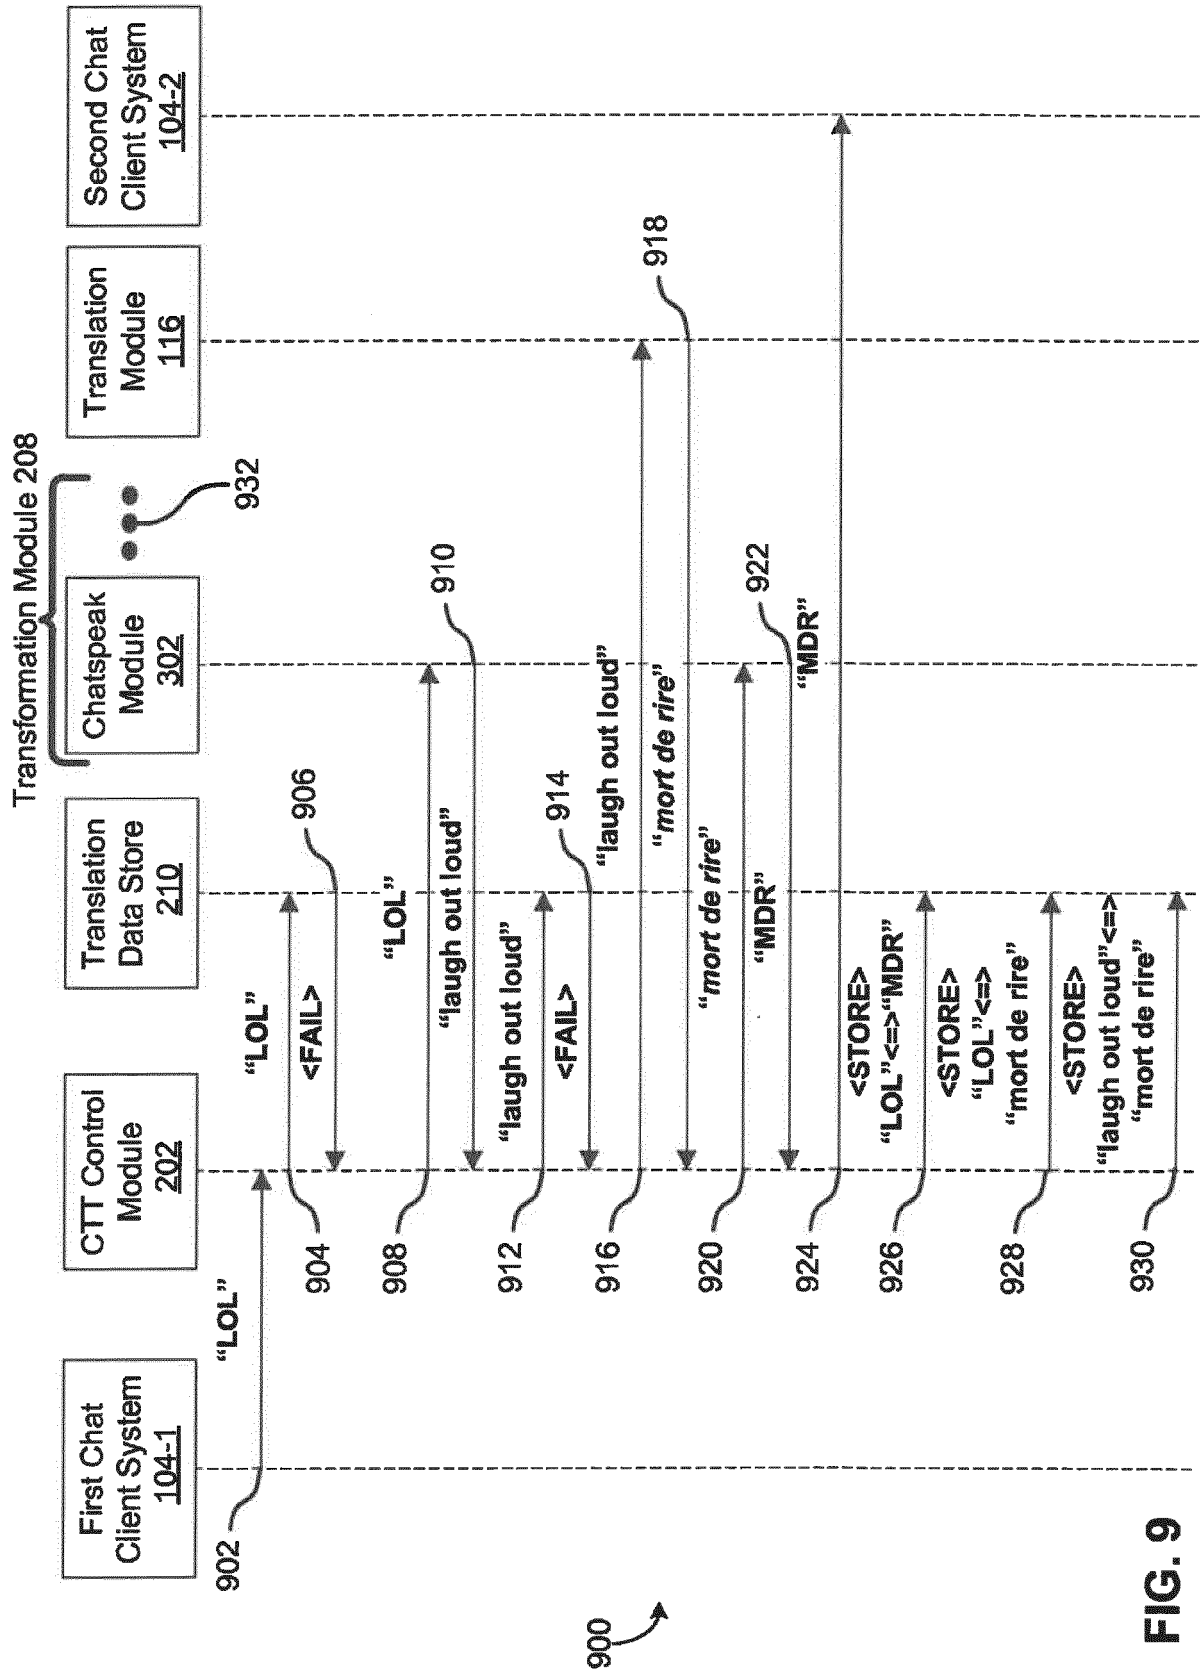 Transformation Module 208
First Chat
Client System
104-1
CTT Control
Module
202
Translation
Data Store
210
Chatspeak
Module
302
932
Translation
Module
116
Second Chat
Client System
104-2
902
“LOL”
904
“LOL”
906
<FAIL>
908
“LOL”
910
“laugh out loud”
912
“laugh out loud”
914
<FAIL>
916
“laugh out loud”
918
“mort de rire”
920
“mort de rire”
922
“MDR”
924
“MDR”
926
<STORE>
“LOL”<=>“MDR”
928
<STORE>
“LOL”<=>
“mort de rire”
930
<STORE>
“laugh out loud”<=>
“mort de rire”
900
FIG. 9